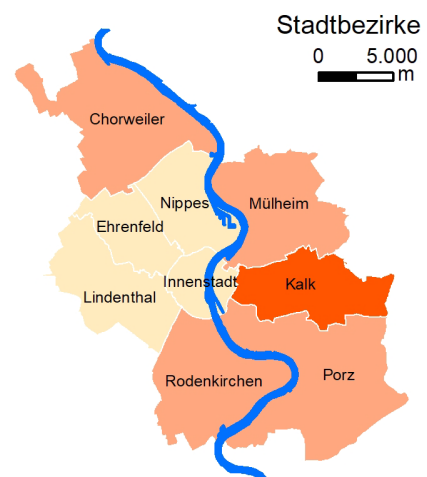 Stadtbezirke
0 5.000
m
Chorweiler
Nippes
Mülheim
Ehrenfeld
Innenstadt
Kalk
Lindenthal
Rodenkirchen
Porz